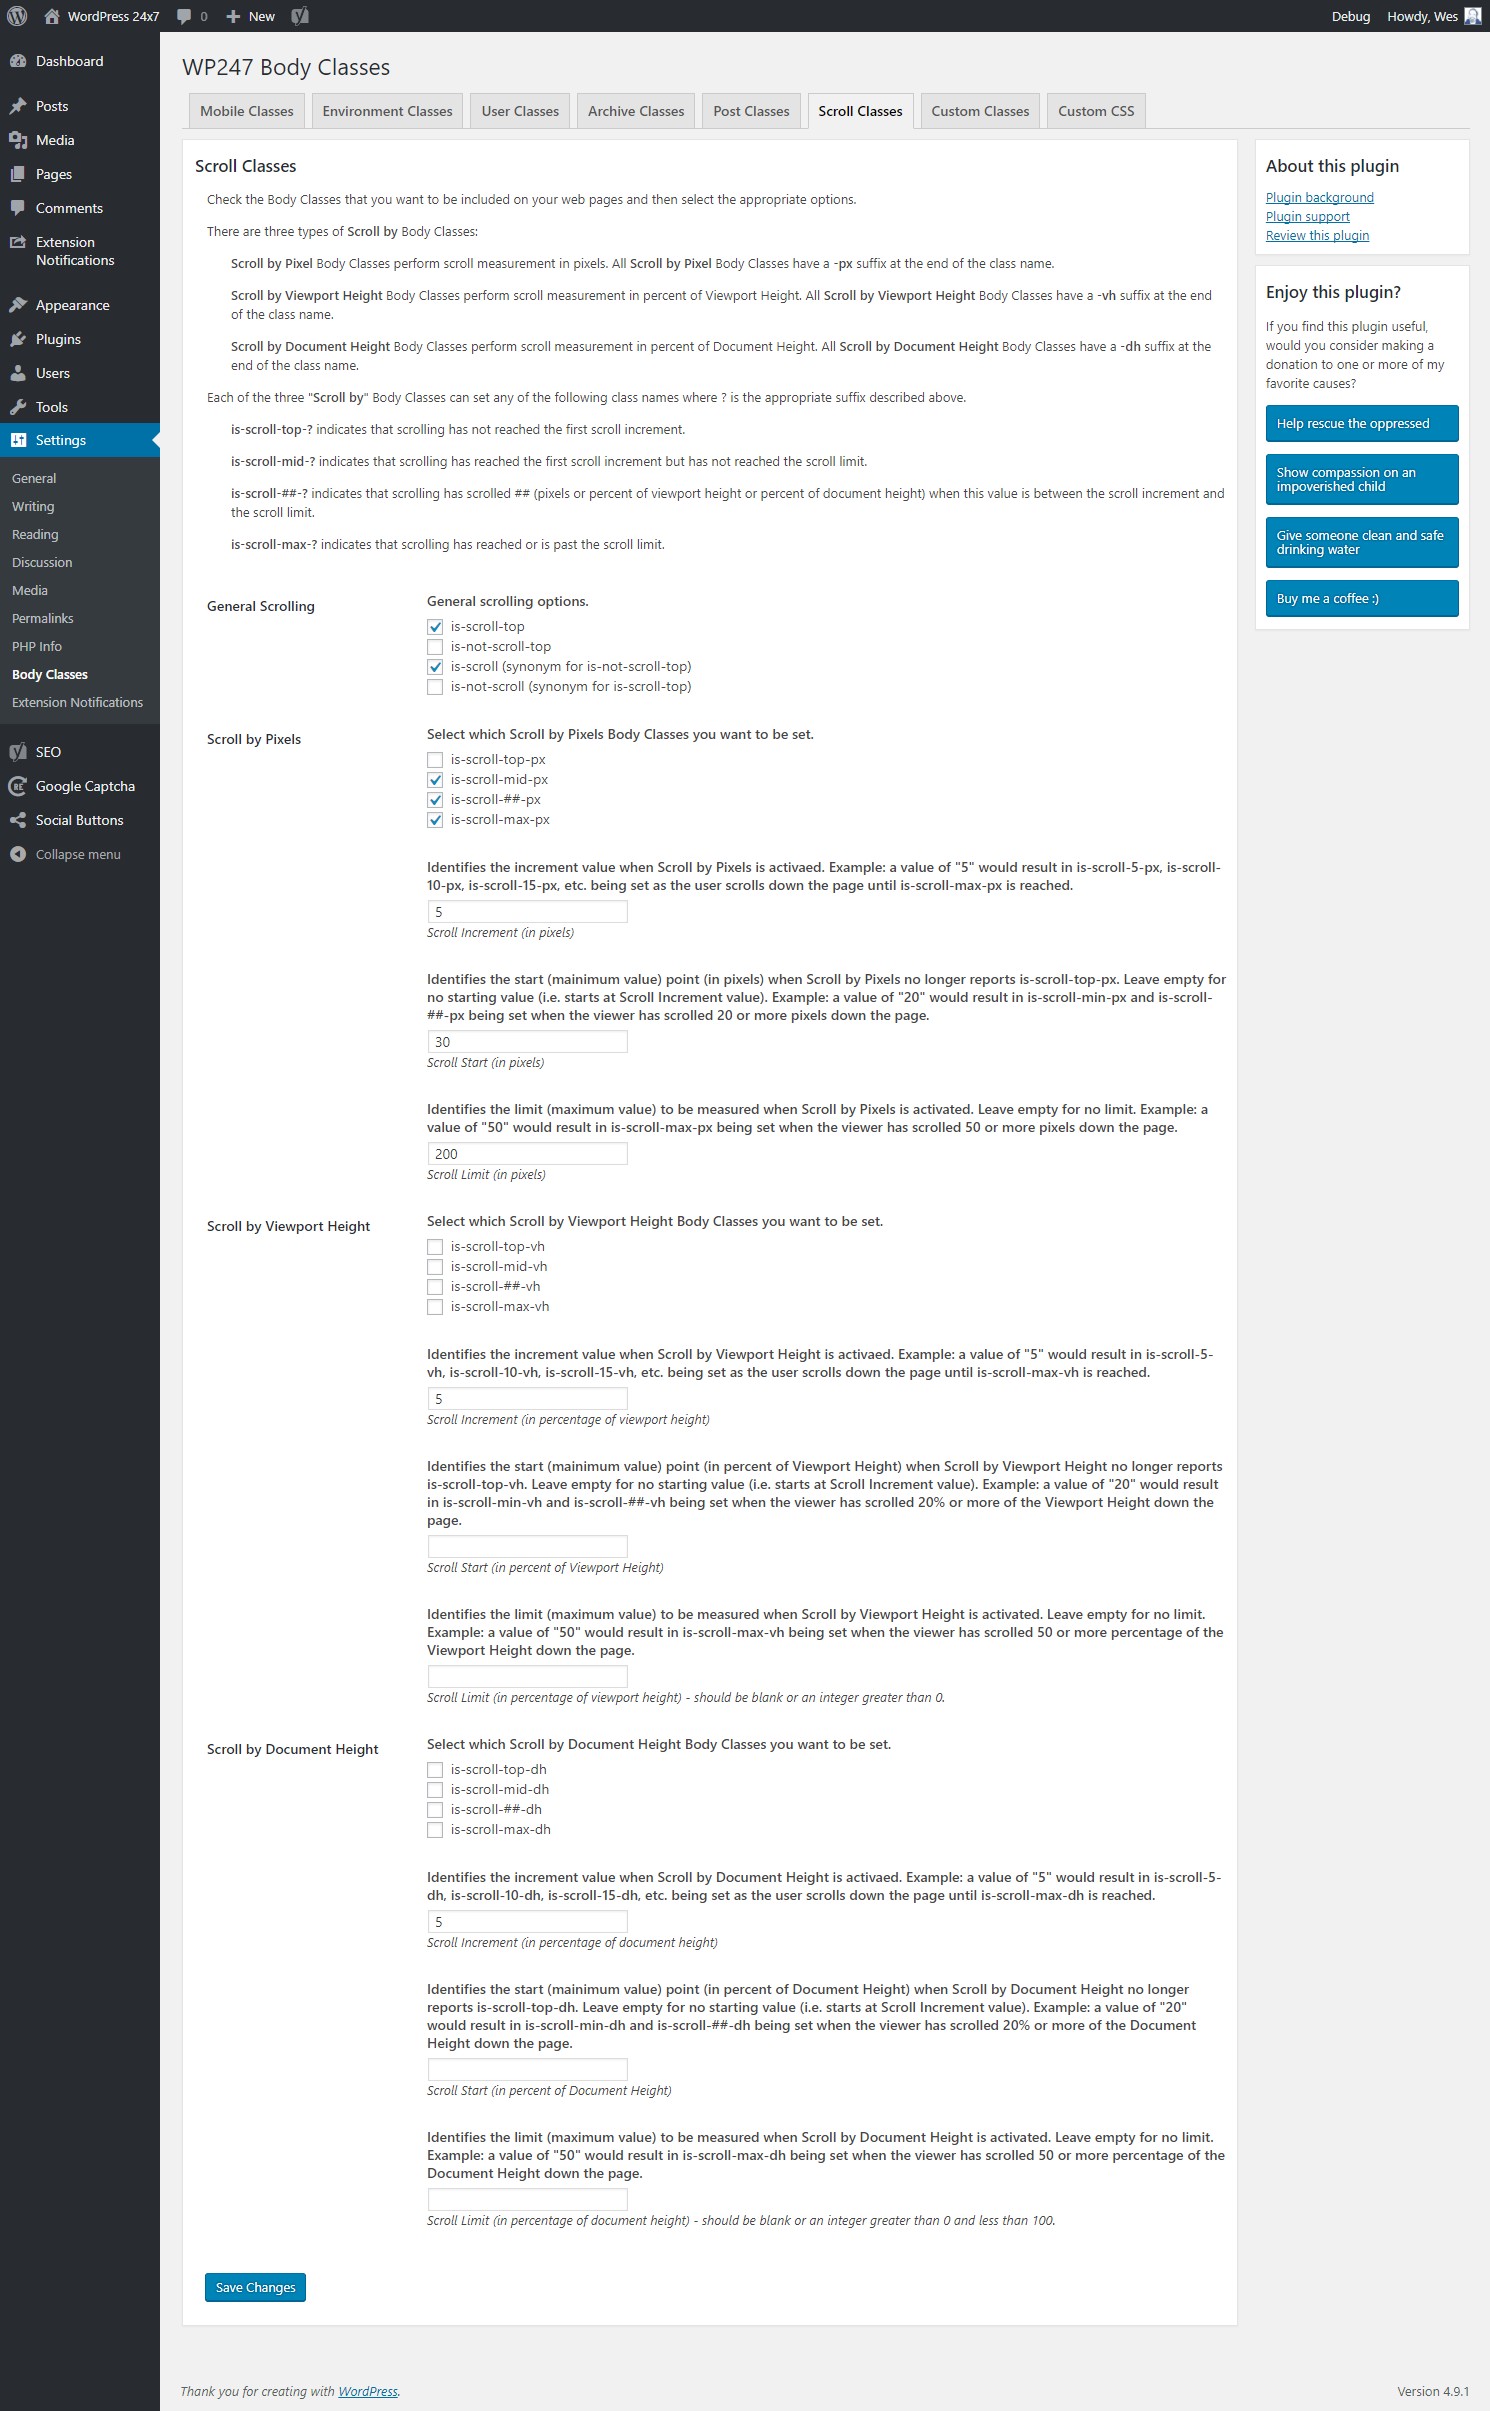 WordPress 24x7
0
New
Debug
Howdy, Wes
Dashboard
Posts
Media
Pages
Comments
Extension
Notifications
Appearance
Plugins
Users
Tools
Settings
General
Writing
Reading
Discussion
Media
Permalinks
PHP Info
Body Classes
Extension Notifications
SEO
Google Captcha
Social Buttons
Collapse menu
WP247 Body Classes
Mobile Classes
Environment Classes
User Classes
Archive Classes
Post Classes
Scroll Classes
Custom Classes
Custom CSS
Scroll Classes
Check the Body Classes that you want to be included on your web pages and then select the appropriate options.
There are three types of Scroll by Body Classes:
Scroll by Pixel Body Classes perform scroll measurement in pixels. All Scroll by Pixel Body Classes have a -px suffix at the end of the class name.
Scroll by Viewport Height Body Classes perform scroll measurement in percent of Viewport Height. All Scroll by Viewport Height Body Classes have a -vh suffix at the end
of the class name.
Scroll by Document Height Body Classes perform scroll measurement in percent of Document Height. All Scroll by Document Height Body Classes have a -dh suffix at the
end of the class name.
Each of the three "Scroll by" Body Classes can set any of the following class names where ? is the appropriate suffix described above.
is-scroll-top-? indicates that scrolling has not reached the first scroll increment.
is-scroll-mid-? indicates that scrolling has reached the first scroll increment but has not reached the scroll limit.
is-scroll-##-? indicates that scrolling has scrolled ## (pixels or percent of viewport height or percent of document height) when this value is between the scroll increment and
the scroll limit.
is-scroll-max-? indicates that scrolling has reached or is past the scroll limit.
General Scrolling
General scrolling options.
is-scroll-top
is-not-scroll-top
is-scroll (synonym for is-not-scroll-top)
is-not-scroll (synonym for is-scroll-top)
Scroll by Pixels
Select which Scroll by Pixels Body Classes you want to be set.
is-scroll-top-px
is-scroll-mid-px
is-scroll-##-px
is-scroll-max-px
Identifies the increment value when Scroll by Pixels is activaed. Example: a value of "5" would result in is-scroll-5-px, is-scroll-
10-px, is-scroll-15-px, etc. being set as the user scrolls down the page until is-scroll-max-px is reached.
5
Scroll Increment (in pixels)
Identifies the start (mainimum value) point (in pixels) when Scroll by Pixels no longer reports is-scroll-top-px. Leave empty for
no starting value (i.e. starts at Scroll Increment value). Example: a value of "20" would result in is-scroll-min-px and is-scroll-
##-px being set when the viewer has scrolled 20 or more pixels down the page.
30
Scroll Start (in pixels)
Identifies the limit (maximum value) to be measured when Scroll by Pixels is activated. Leave empty for no limit. Example: a
value of "50" would result in is-scroll-max-px being set when the viewer has scrolled 50 or more pixels down the page.
200
Scroll Limit (in pixels)
Scroll by Viewport Height
Select which Scroll by Viewport Height Body Classes you want to be set.
is-scroll-top-vh
is-scroll-mid-vh
is-scroll-##-vh
is-scroll-max-vh
Identifies the increment value when Scroll by Viewport Height is activaed. Example: a value of "5" would result in is-scroll-5-
vh, is-scroll-10-vh, is-scroll-15-vh, etc. being set as the user scrolls down the page until is-scroll-max-vh is reached.
5
Scroll Increment (in percentage of viewport height)
Identifies the start (mainimum value) point (in percent of Viewport Height) when Scroll by Viewport Height no longer reports
is-scroll-top-vh. Leave empty for no starting value (i.e. starts at Scroll Increment value). Example: a value of "20" would result
in is-scroll-min-vh and is-scroll-##-vh being set when the viewer has scrolled 20% or more of the Viewport Height down the
page.
Scroll Start (in percent of Viewport Height)
Identifies the limit (maximum value) to be measured when Scroll by Viewport Height is activated. Leave empty for no limit.
Example: a value of "50" would result in is-scroll-max-vh being set when the viewer has scrolled 50 or more percentage of the
Viewport Height down the page.
Scroll Limit (in percentage of viewport height) - should be blank or an integer greater than 0.
Scroll by Document Height
Select which Scroll by Document Height Body Classes you want to be set.
is-scroll-top-dh
is-scroll-mid-dh
is-scroll-##-dh
is-scroll-max-dh
Identifies the increment value when Scroll by Document Height is activaed. Example: a value of "5" would result in is-scroll-5-
dh, is-scroll-10-dh, is-scroll-15-dh, etc. being set as the user scrolls down the page until is-scroll-max-dh is reached.
5
Scroll Increment (in percentage of document height)
Identifies the start (mainimum value) point (in percent of Document Height) when Scroll by Document Height no longer
reports is-scroll-top-dh. Leave empty for no starting value (i.e. starts at Scroll Increment value). Example: a value of "20"
would result in is-scroll-min-dh and is-scroll-##-dh being set when the viewer has scrolled 20% or more of the Document
Height down the page.
Scroll Start (in percent of Document Height)
Identifies the limit (maximum value) to be measured when Scroll by Document Height is activated. Leave empty for no limit.
Example: a value of "50" would result in is-scroll-max-dh being set when the viewer has scrolled 50 or more percentage of the
Document Height down the page.
Scroll Limit (in percentage of document height) - should be blank or an integer greater than 0 and less than 100.
Save Changes
About this plugin
Plugin background
Plugin support
Review this plugin
Enjoy this plugin?
If you find this plugin useful,
would you consider making a
donation to one or more of my
favorite causes?
Help rescue the oppressed
Show compassion on an
impoverished child
Give someone clean and safe
drinking water
Buy me a coffee :)
Thank you for creating with WordPress.
Version 4.9.1